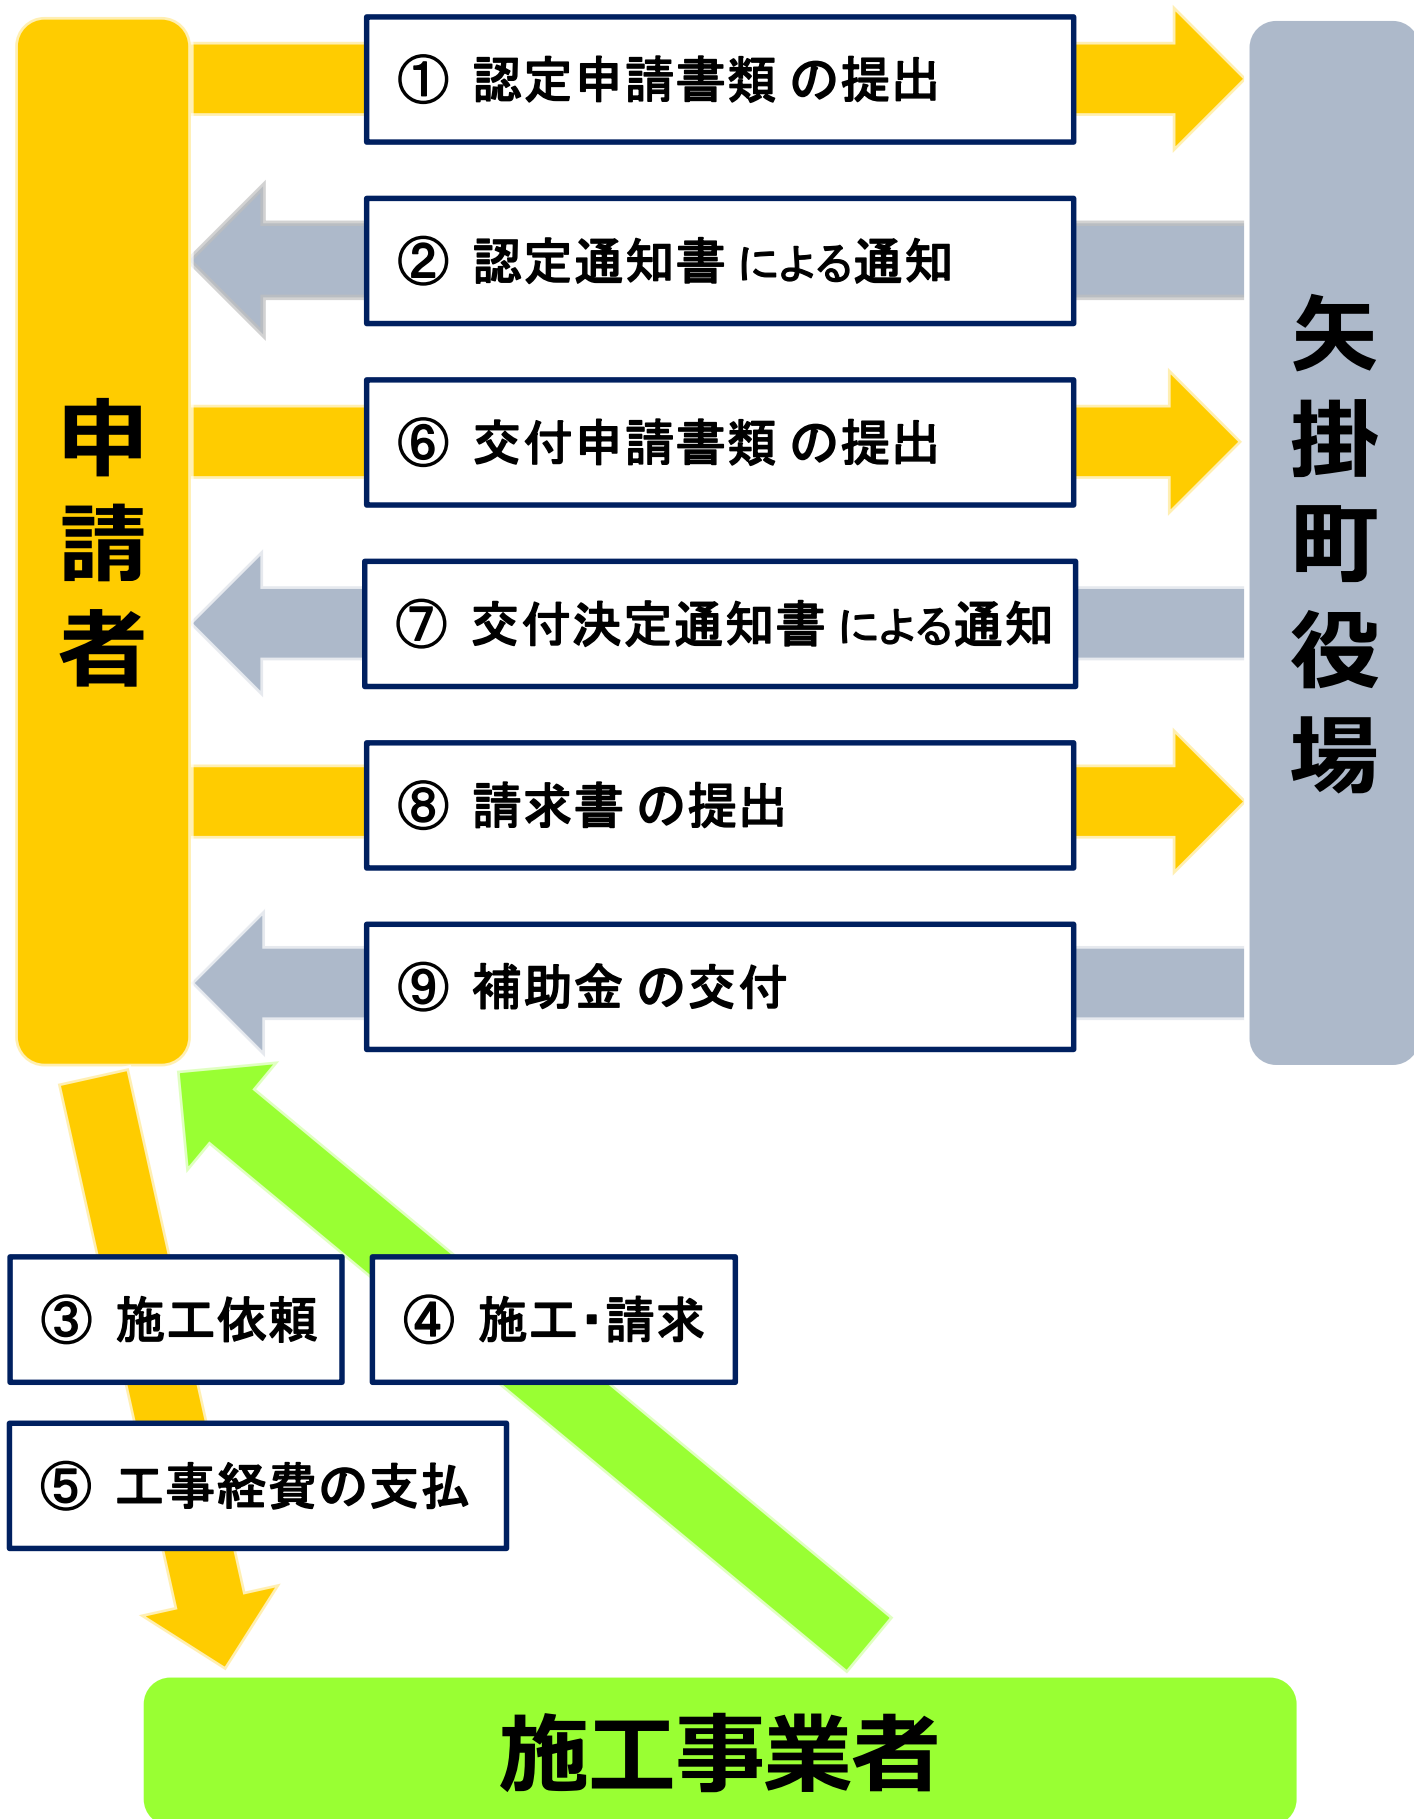 申請者
① 認定申請書類 の提出
② 認定通知書 による通知
⑥ 交付申請書類 の提出
⑦ 交付決定通知書 による通知
⑧ 請求書 の提出
⑨ 補助金 の交付
矢掛町役場
③ 施工依頼
④ 施工・請求
⑤ 工事経費の支払
施工事業者